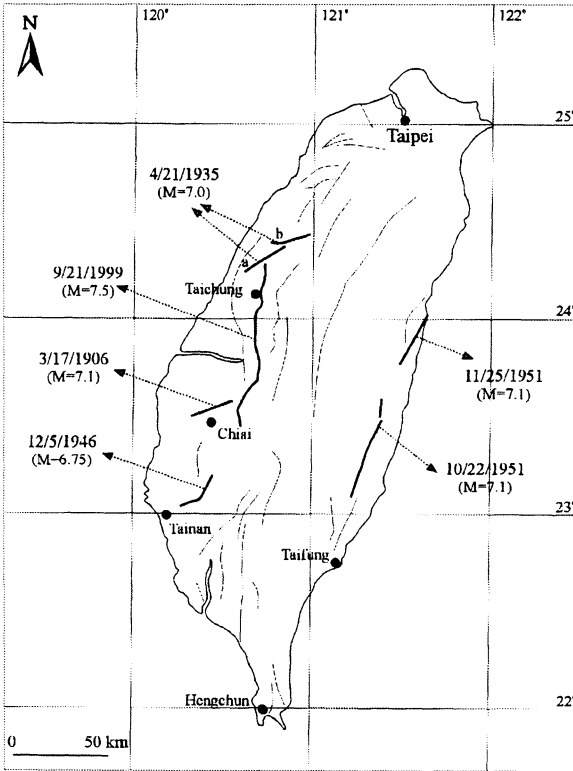 120°
121°
122°
N
25°
Taipei
4/21/1935
(M=7.0)
b
a
9/21/1999
(M=7.5)
Taichung
24°
3/17/1906
(M=7.1)
11/25/1951
(M=7.1)
Chiai
12/5/1946
(M=6.75)
10/22/1951
(M=7.1)
23°
Tainan
Taitung
Hengchun
22°
0 50 km